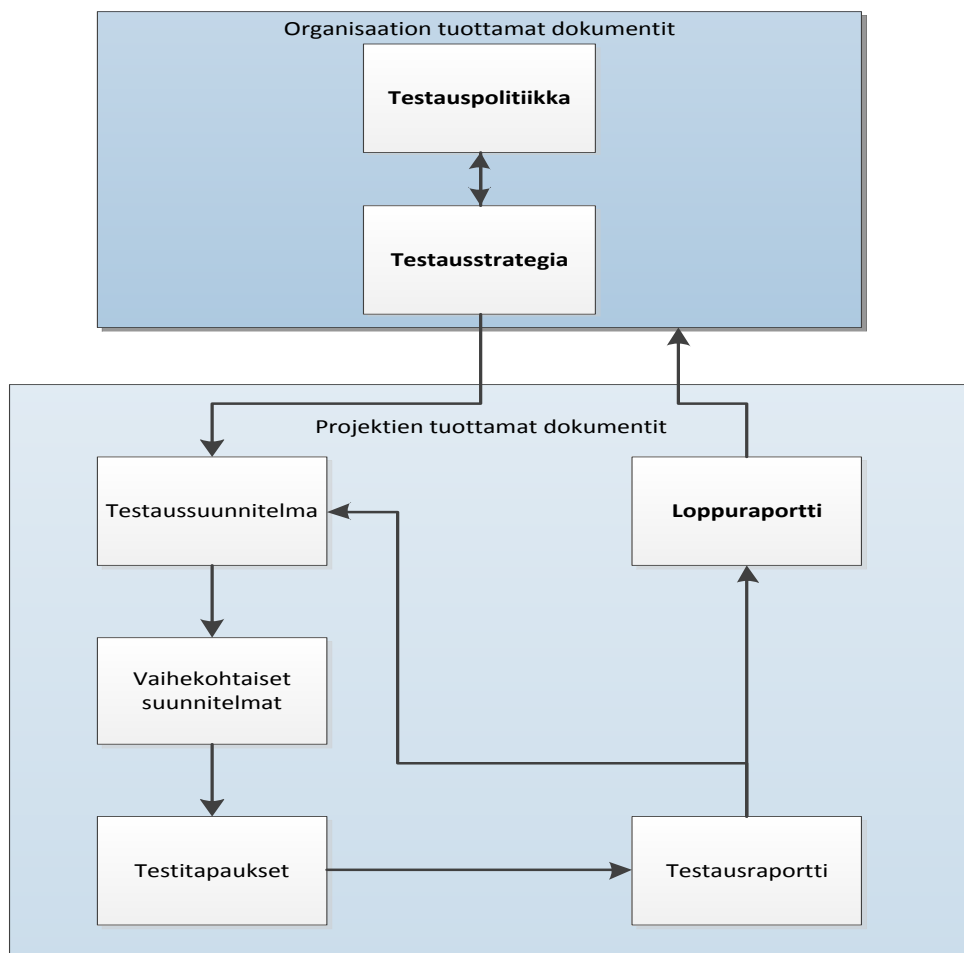 Organisaation tuottamat dokumentit
Testauspolitiikka
Testausstrategia
Projektien tuottamat dokumentit
Testaussuunnitelma
Loppuraportti
Vaihekohtaiset
suunnitelmat
Testitapaukset
Testausraportti